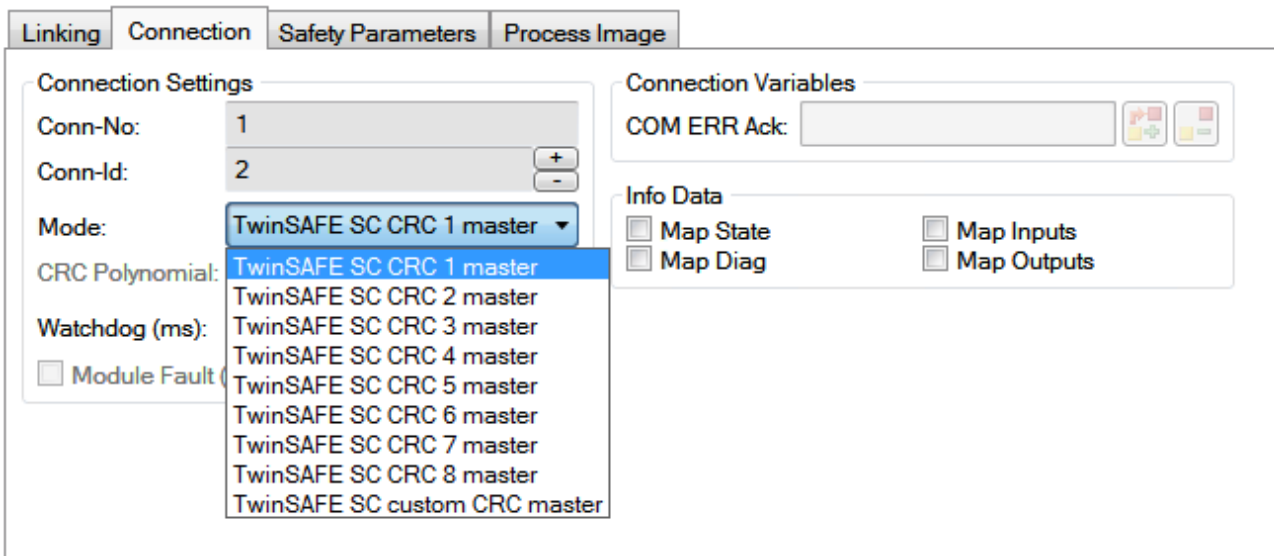 Linking Connection Safety Parameters Process Image
Connection Settings
Conn-No: 1
Conn-Id: 2
+
-
Mode: TwinSAFE SC CRC 1 master
CRC Polynomial:
Watchdog (ms):
Module Fault (
TwinSAFE SC CRC 1 master
TwinSAFE SC CRC 2 master
TwinSAFE SC CRC 3 master
TwinSAFE SC CRC 4 master
TwinSAFE SC CRC 5 master
TwinSAFE SC CRC 6 master
TwinSAFE SC CRC 7 master
TwinSAFE SC CRC 8 master
TwinSAFE SC custom CRC master
Connection Variables
COM ERR Ack:
Info Data
Map State Map Inputs
Map Diag Map Outputs